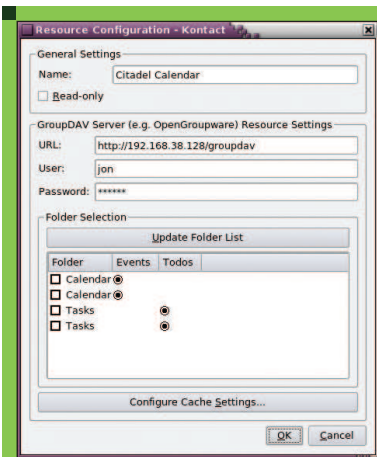 Resource Configuration - Kontact
General Settings
Name: Citadel Calendar
Read-only
GroupDAV Server (e.g. OpenGroupware) Resource Settings
URL: http://192.168.38.128/groupdav
User: jon
Password: ******
Folder Selection
Update Folder List
Folder Events Todos
Calendar
Calendar
Tasks
Tasks
Configure Cache Settings...
OK Cancel